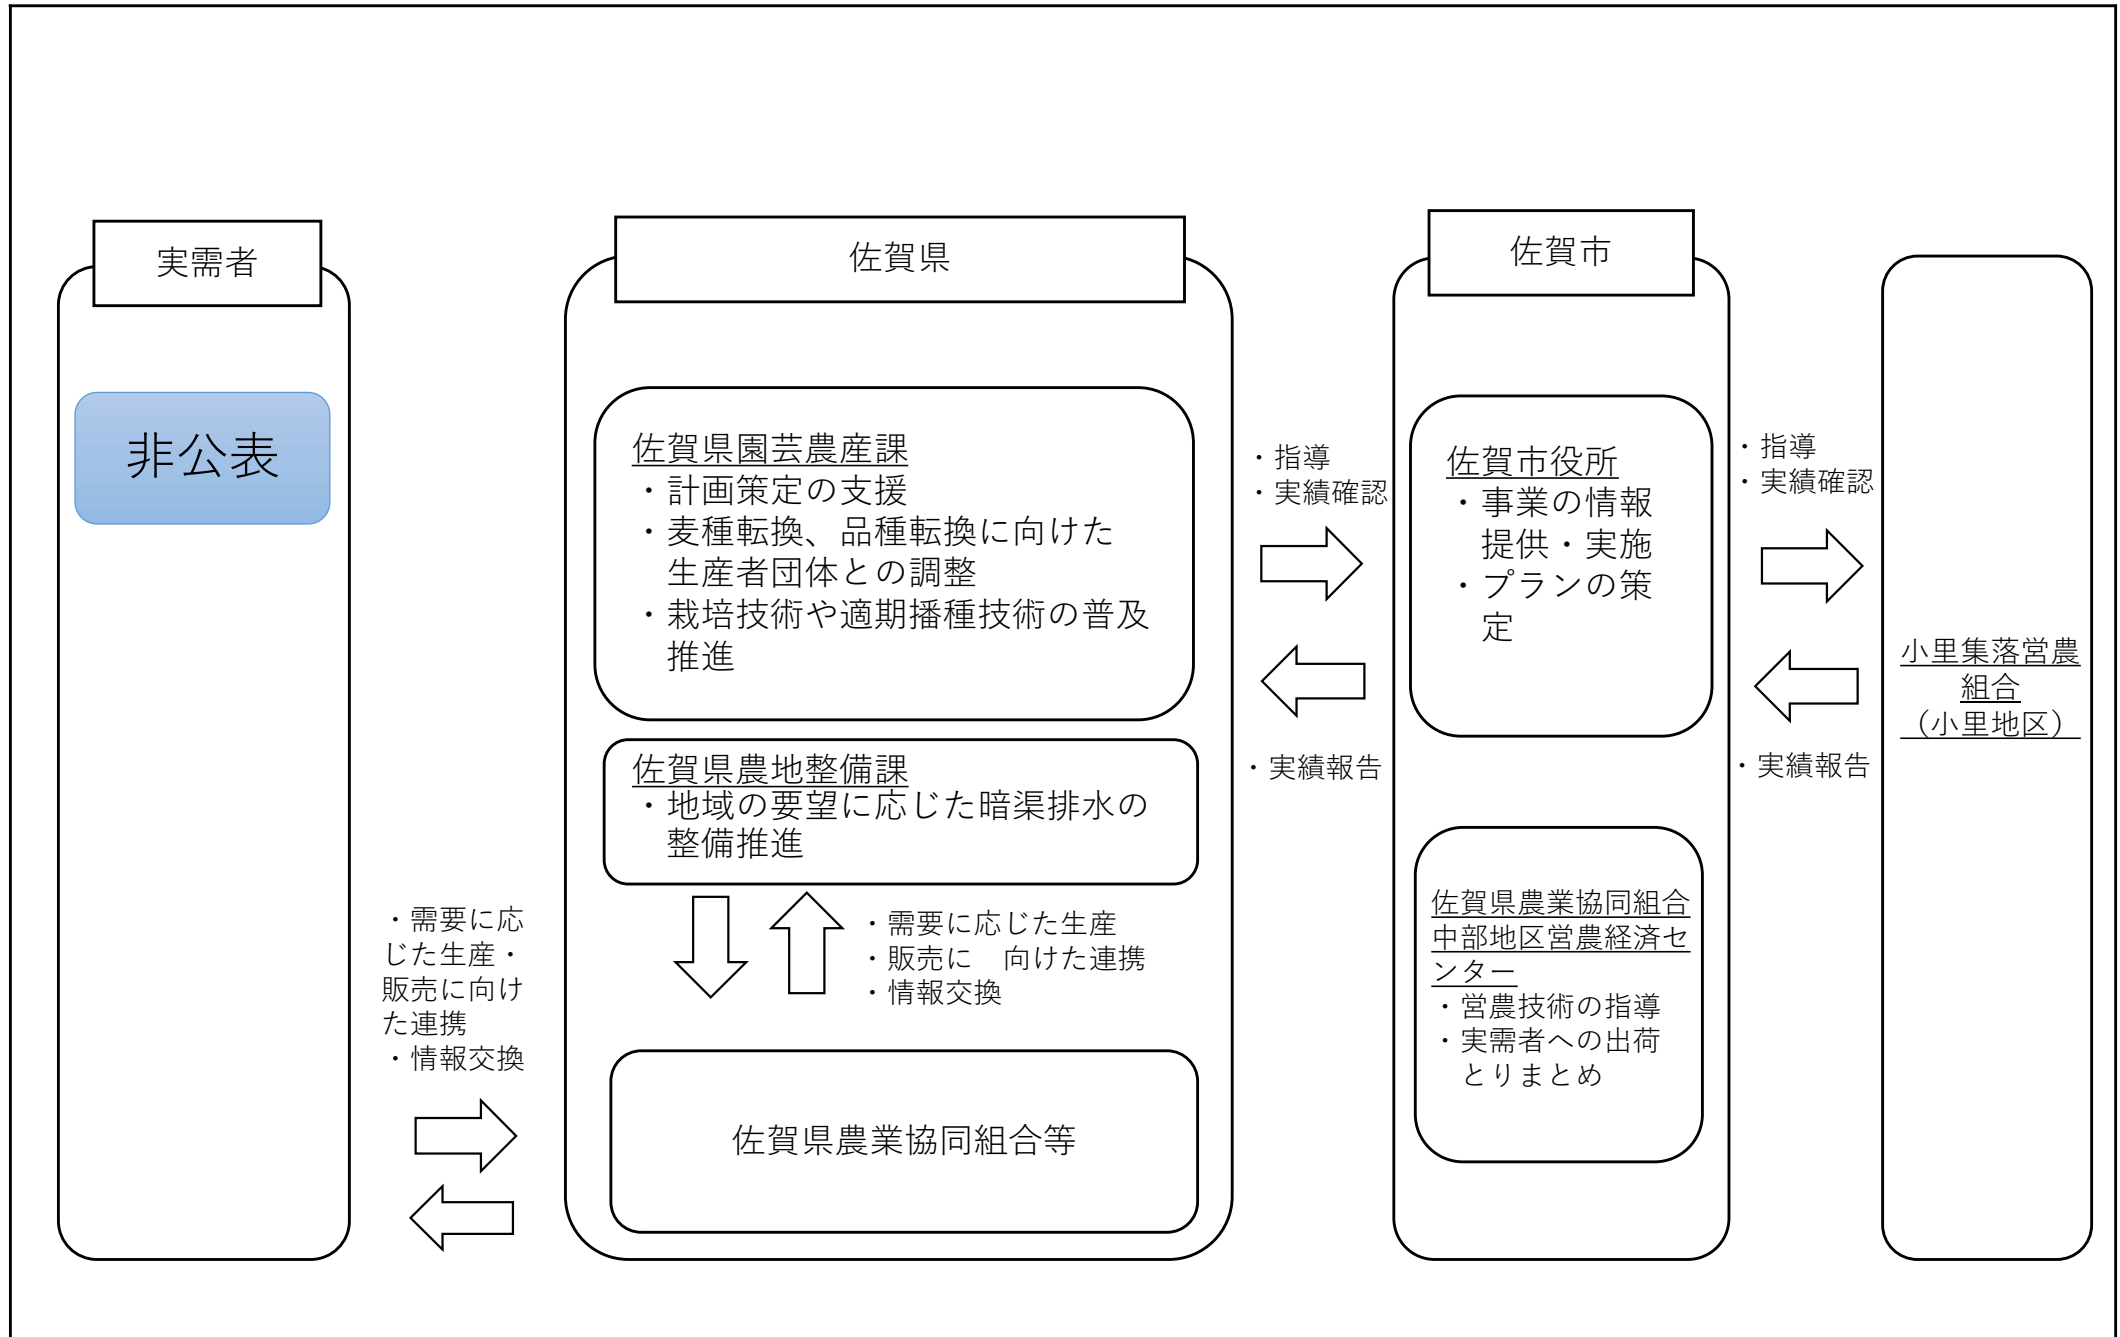 実需者
非公表
・需要に応
じた生産・
販売に向け
た連携
・情報交換
佐賀県
佐賀県園芸農産課
・計画策定の支援
・麦種転換、品種転換に向けた
生産者団体との調整
・栽培技術や適期播種技術の普及
推進
佐賀県農地整備課
・地域の要望に応じた暗渠排水の
整備推進
・需要に応じた生産
・販売に　向けた連携
・情報交換
佐賀県農業協同組合等
・指導
・実績確認
・実績報告
佐賀市
佐賀市役所
・事業の情報
提供・実施
・プランの策
定
佐賀県農業協同組合
中部地区営農経済セ
ンター
・営農技術の指導
・実需者への出荷
とりまとめ
・指導
・実績確認
・実績報告
小里集落営農
組合
（小里地区）